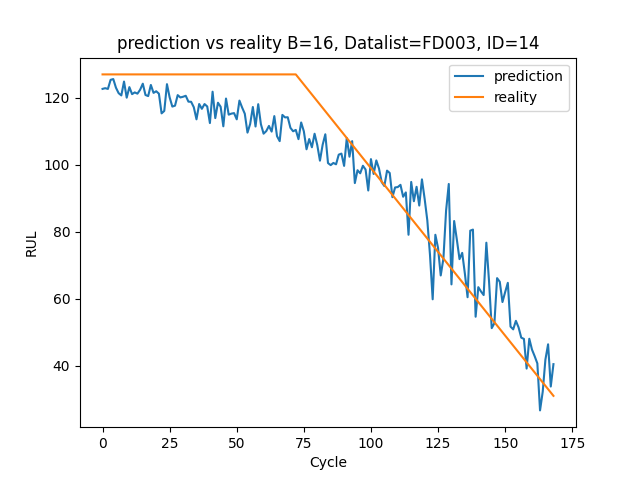 prediction vs reality B=16, Datalist=FD003, ID=14
prediction
reality
120
100
80
60
40
RUL
0 25 50 75 100 125 150 175
Cycle